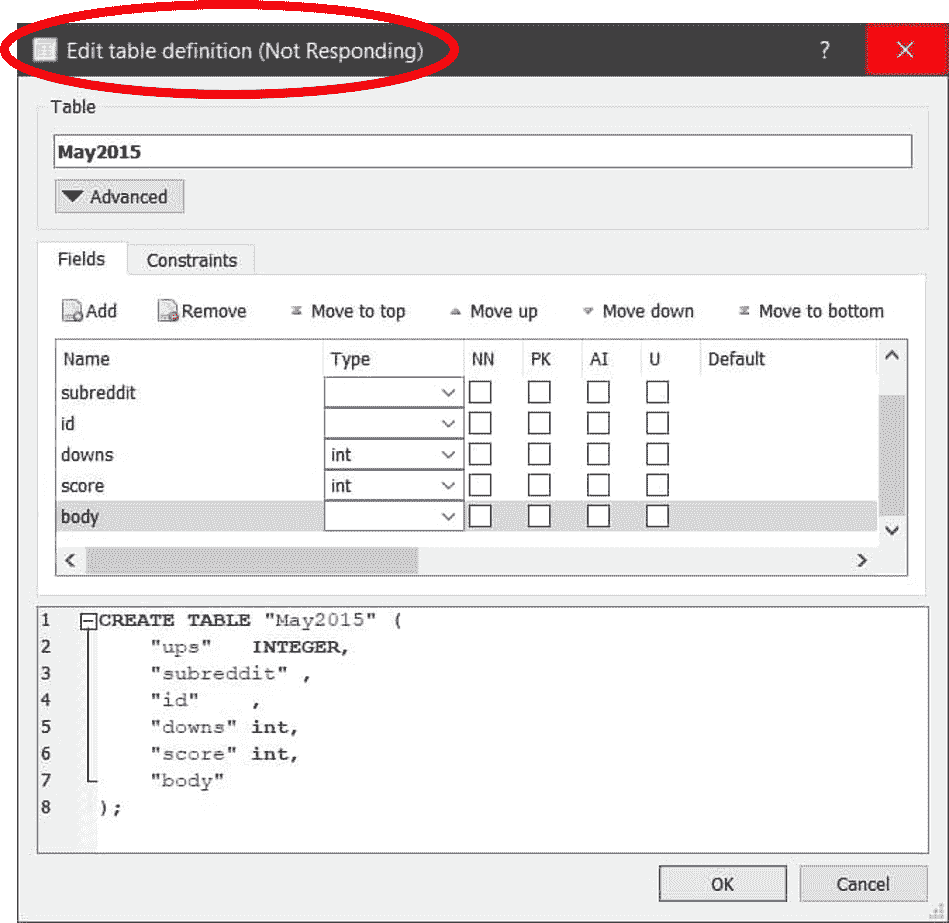 Edit table definition (Not Responding) ?
Table
May2015
Advanced
Fields Constraints
Add Remove Move to top Move up Move down Move to bottom
Name Type NN PK AI U Default
subreddit
id
downs int
score int
body
1 CREATE TABLE "May2015" (
2 "ups" INTEGER,
3 "subreddit" ,
4 "id" ,
5 "downs" int,
6 "score" int,
7 "body"
8 );
OK Cancel